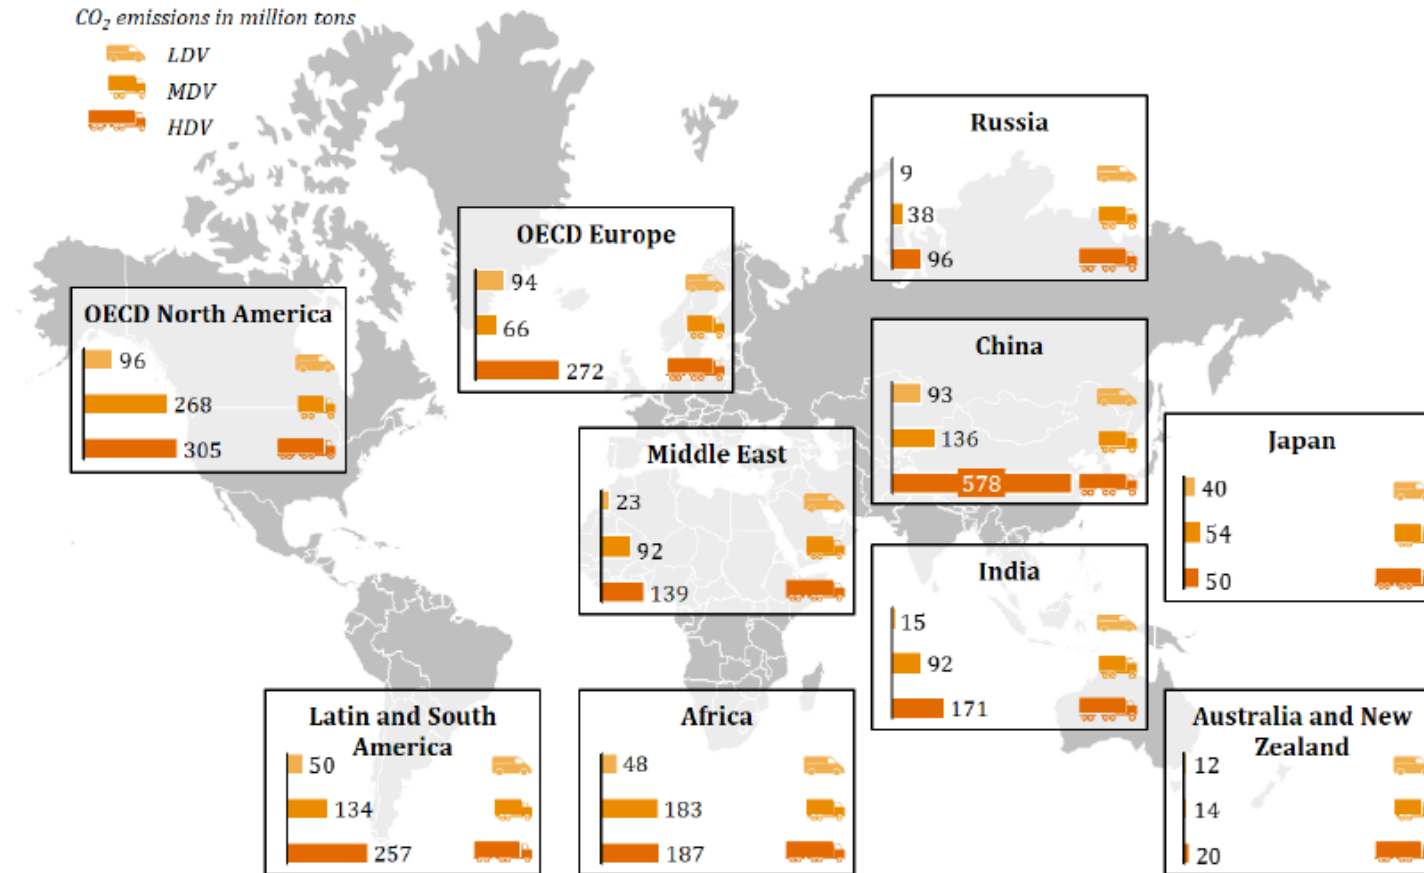 CO₂ emissions in million tons
LDV
MDV
HDV
Russia
9
38
96
OECD Europe
94
66
272
OECD North America
96
268
305
China
93
136
578
Middle East
23
92
139
Japan
40
54
50
India
15
92
171
Latin and South
America
50
134
257
Africa
48
183
187
Australia and New
Zealand
12
14
20